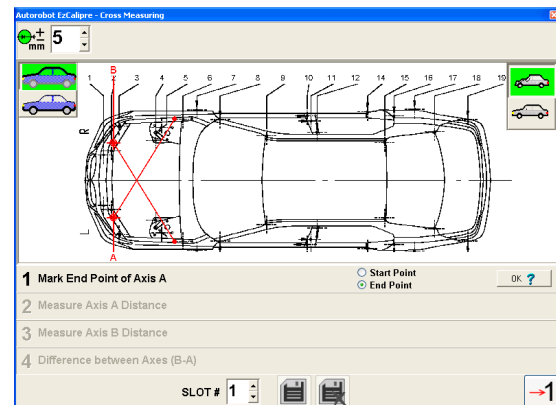 Autorobot EzCalipre - Cross Measuring
± mm 5
B
1 2 3 4 5 6 7 8 9 10 11 12 13 14 15 16 17 18 19
R
L
A
1 Mark End Point of Axis A
Start Point
End Point
OK ?
2 Measure Axis A Distance
3 Measure Axis B Distance
4 Difference between Axes (B-A)
SLOT # 1
→1